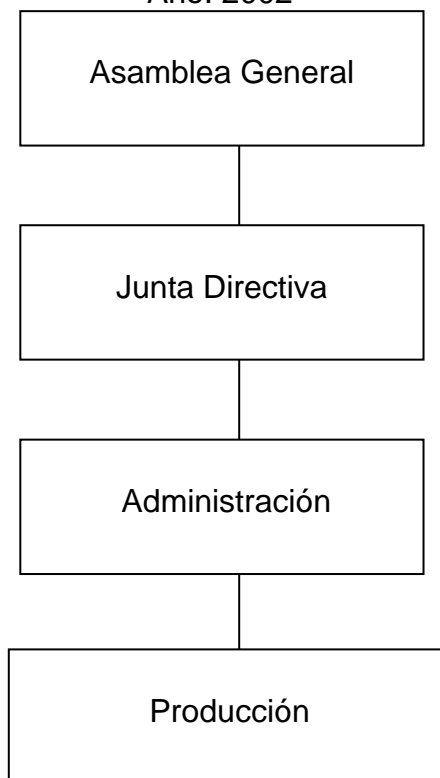 Asamblea General
Junta Directiva
Administración
Producción